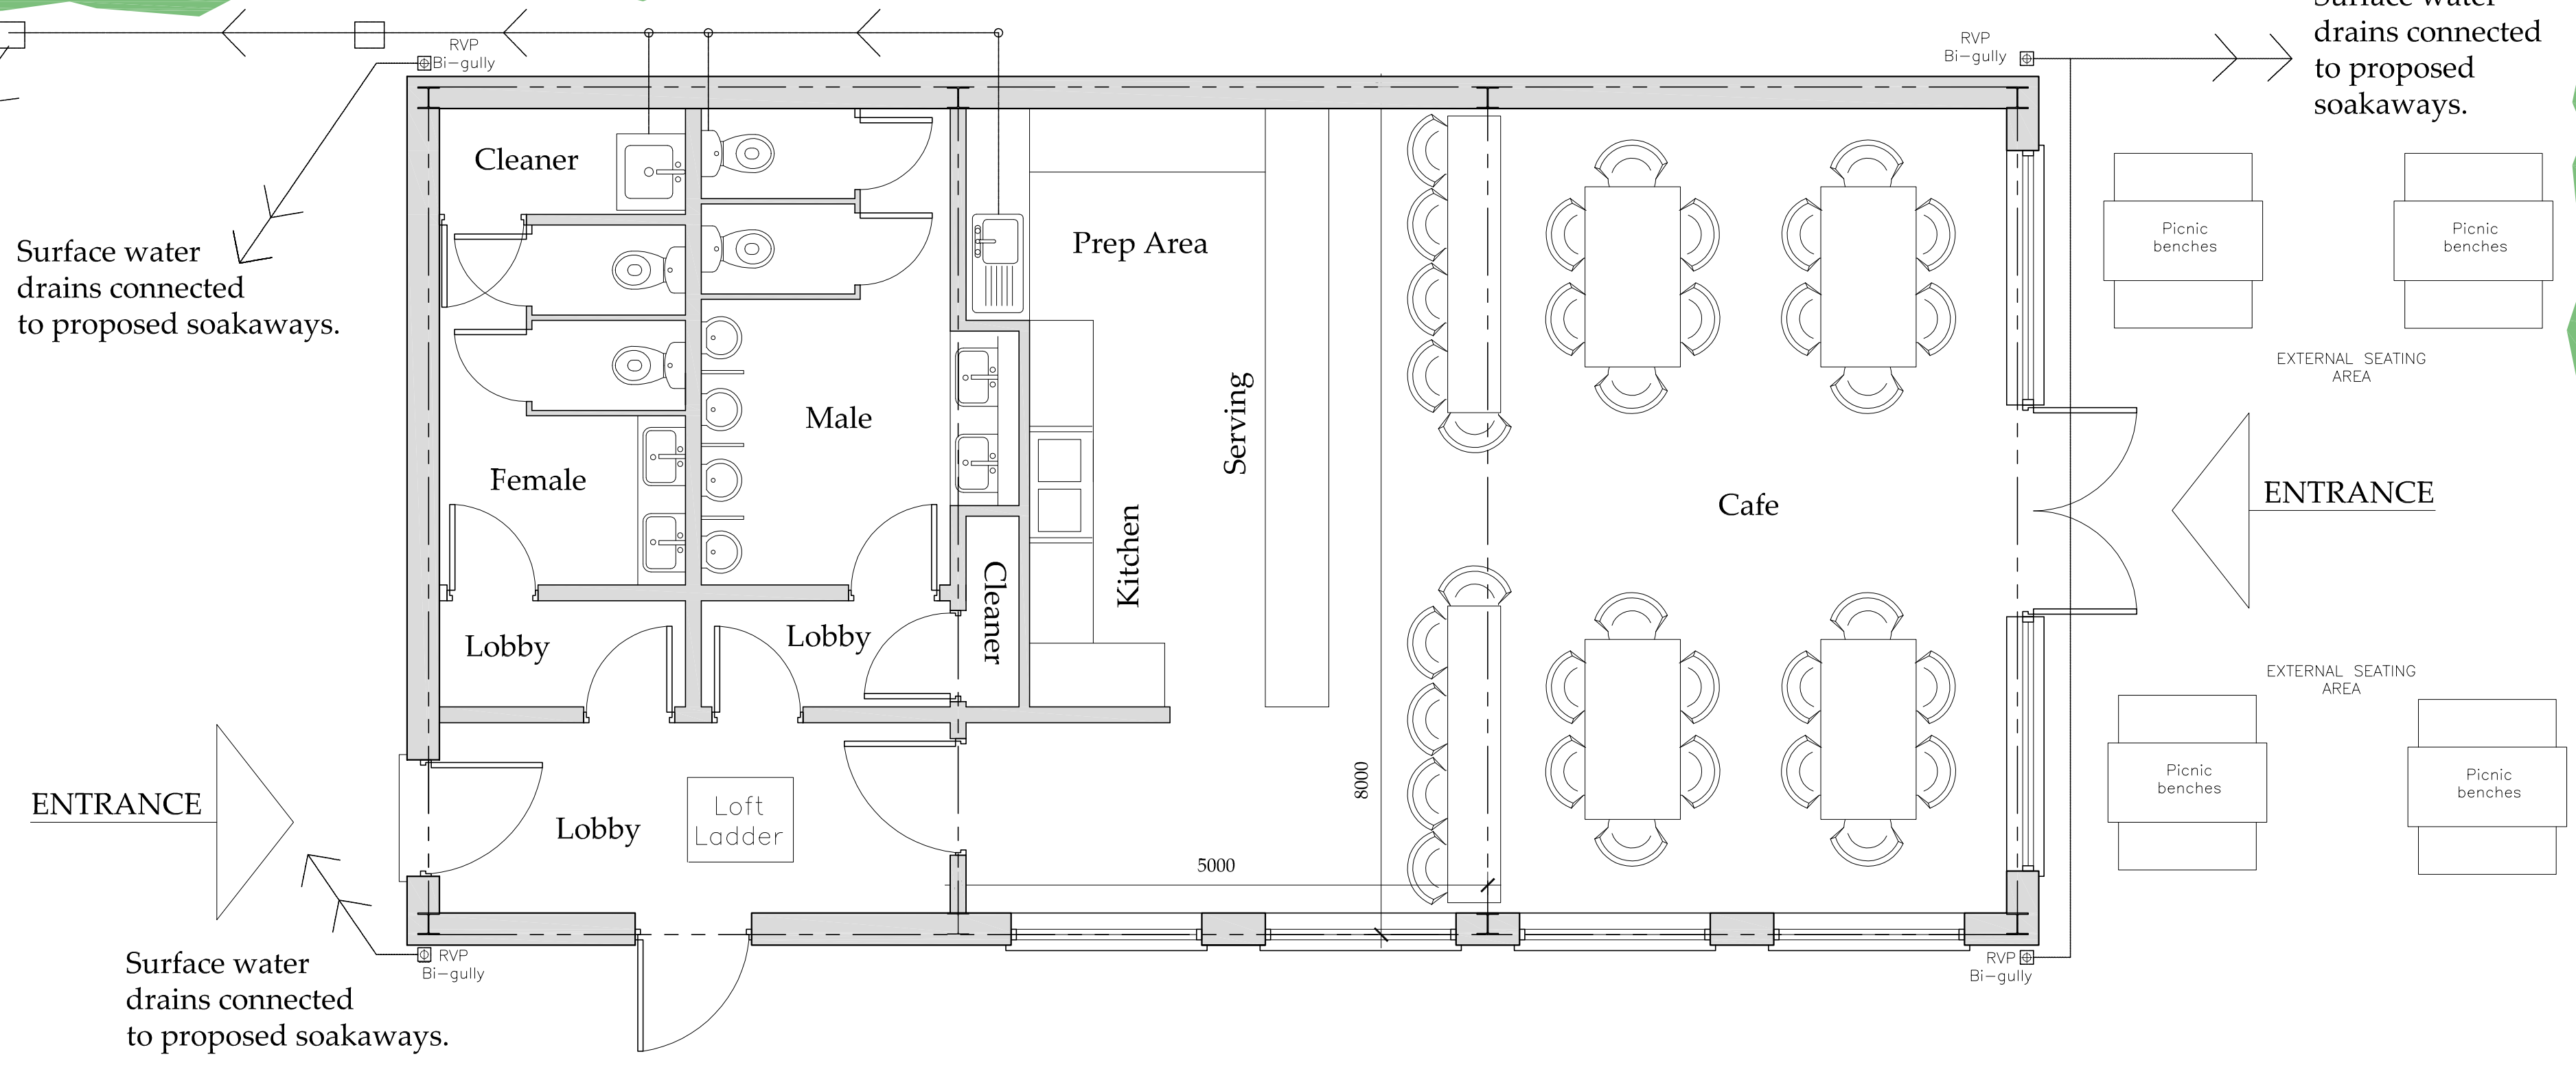 Surface water
drains connected
to proposed
soakaways.
RVP
Bi-gully
RVP
Bi-gully
Cleaner
Surface water
drains connected
to proposed soakaways.
Prep Area
Picnic
benches
Picnic
benches
EXTERNAL SEATING
AREA
Male
Serving
Female
Kitchen
Cafe
ENTRANCE
Cleaner
Lobby
Lobby
EXTERNAL SEATING
AREA
Picnic
benches
Picnic
benches
8000
ENTRANCE
Lobby
Loft
Ladder
5000
RVP
Bi-gully
RVP
Bi-gully
Surface water
drains connected
to proposed soakaways.